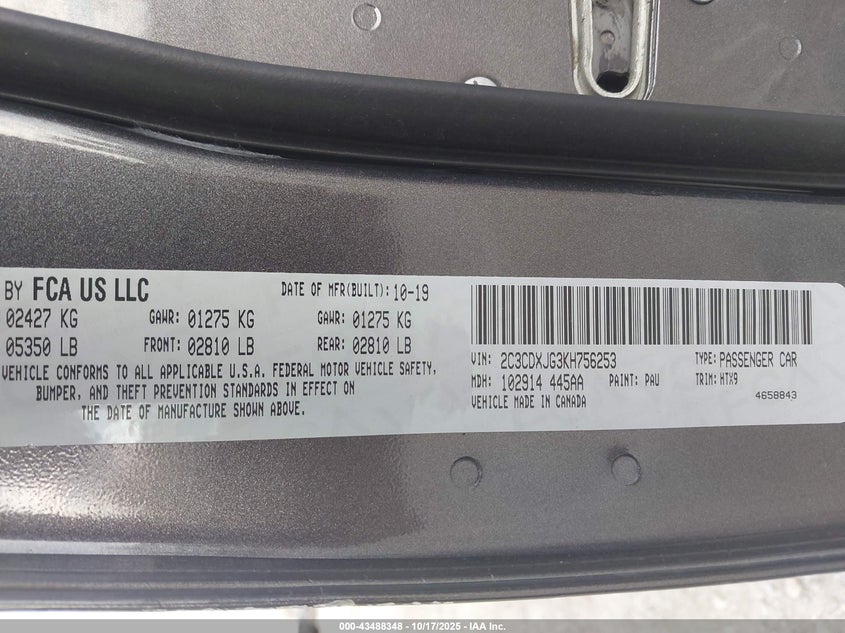 BY FCA US LLC
DATE OF MFR(BUILT): 10-19
02427 KG GAWR: 01275 KG GAWR: 01275 KG
05350 LB FRONT: 02810 LB REAR: 02810 LB
VEHICLE CONFORMS TO ALL APPLICABLE U.S.A. FEDERAL MOTOR VEHICLE SAFETY,
BUMPER, AND THEFT PREVENTION STANDARDS IN EFFECT ON
THE DATE OF MANUFACTURE SHOWN ABOVE.
VIN: 2C3CDXJG3KH756253 TYPE: PASSENGER CAR
MDH: 102914 445AA PAINT: PAU TRIM: HTX9
VEHICLE MADE IN CANADA 4658843
000-43488348 - 10/17/2025 - IAA Inc.